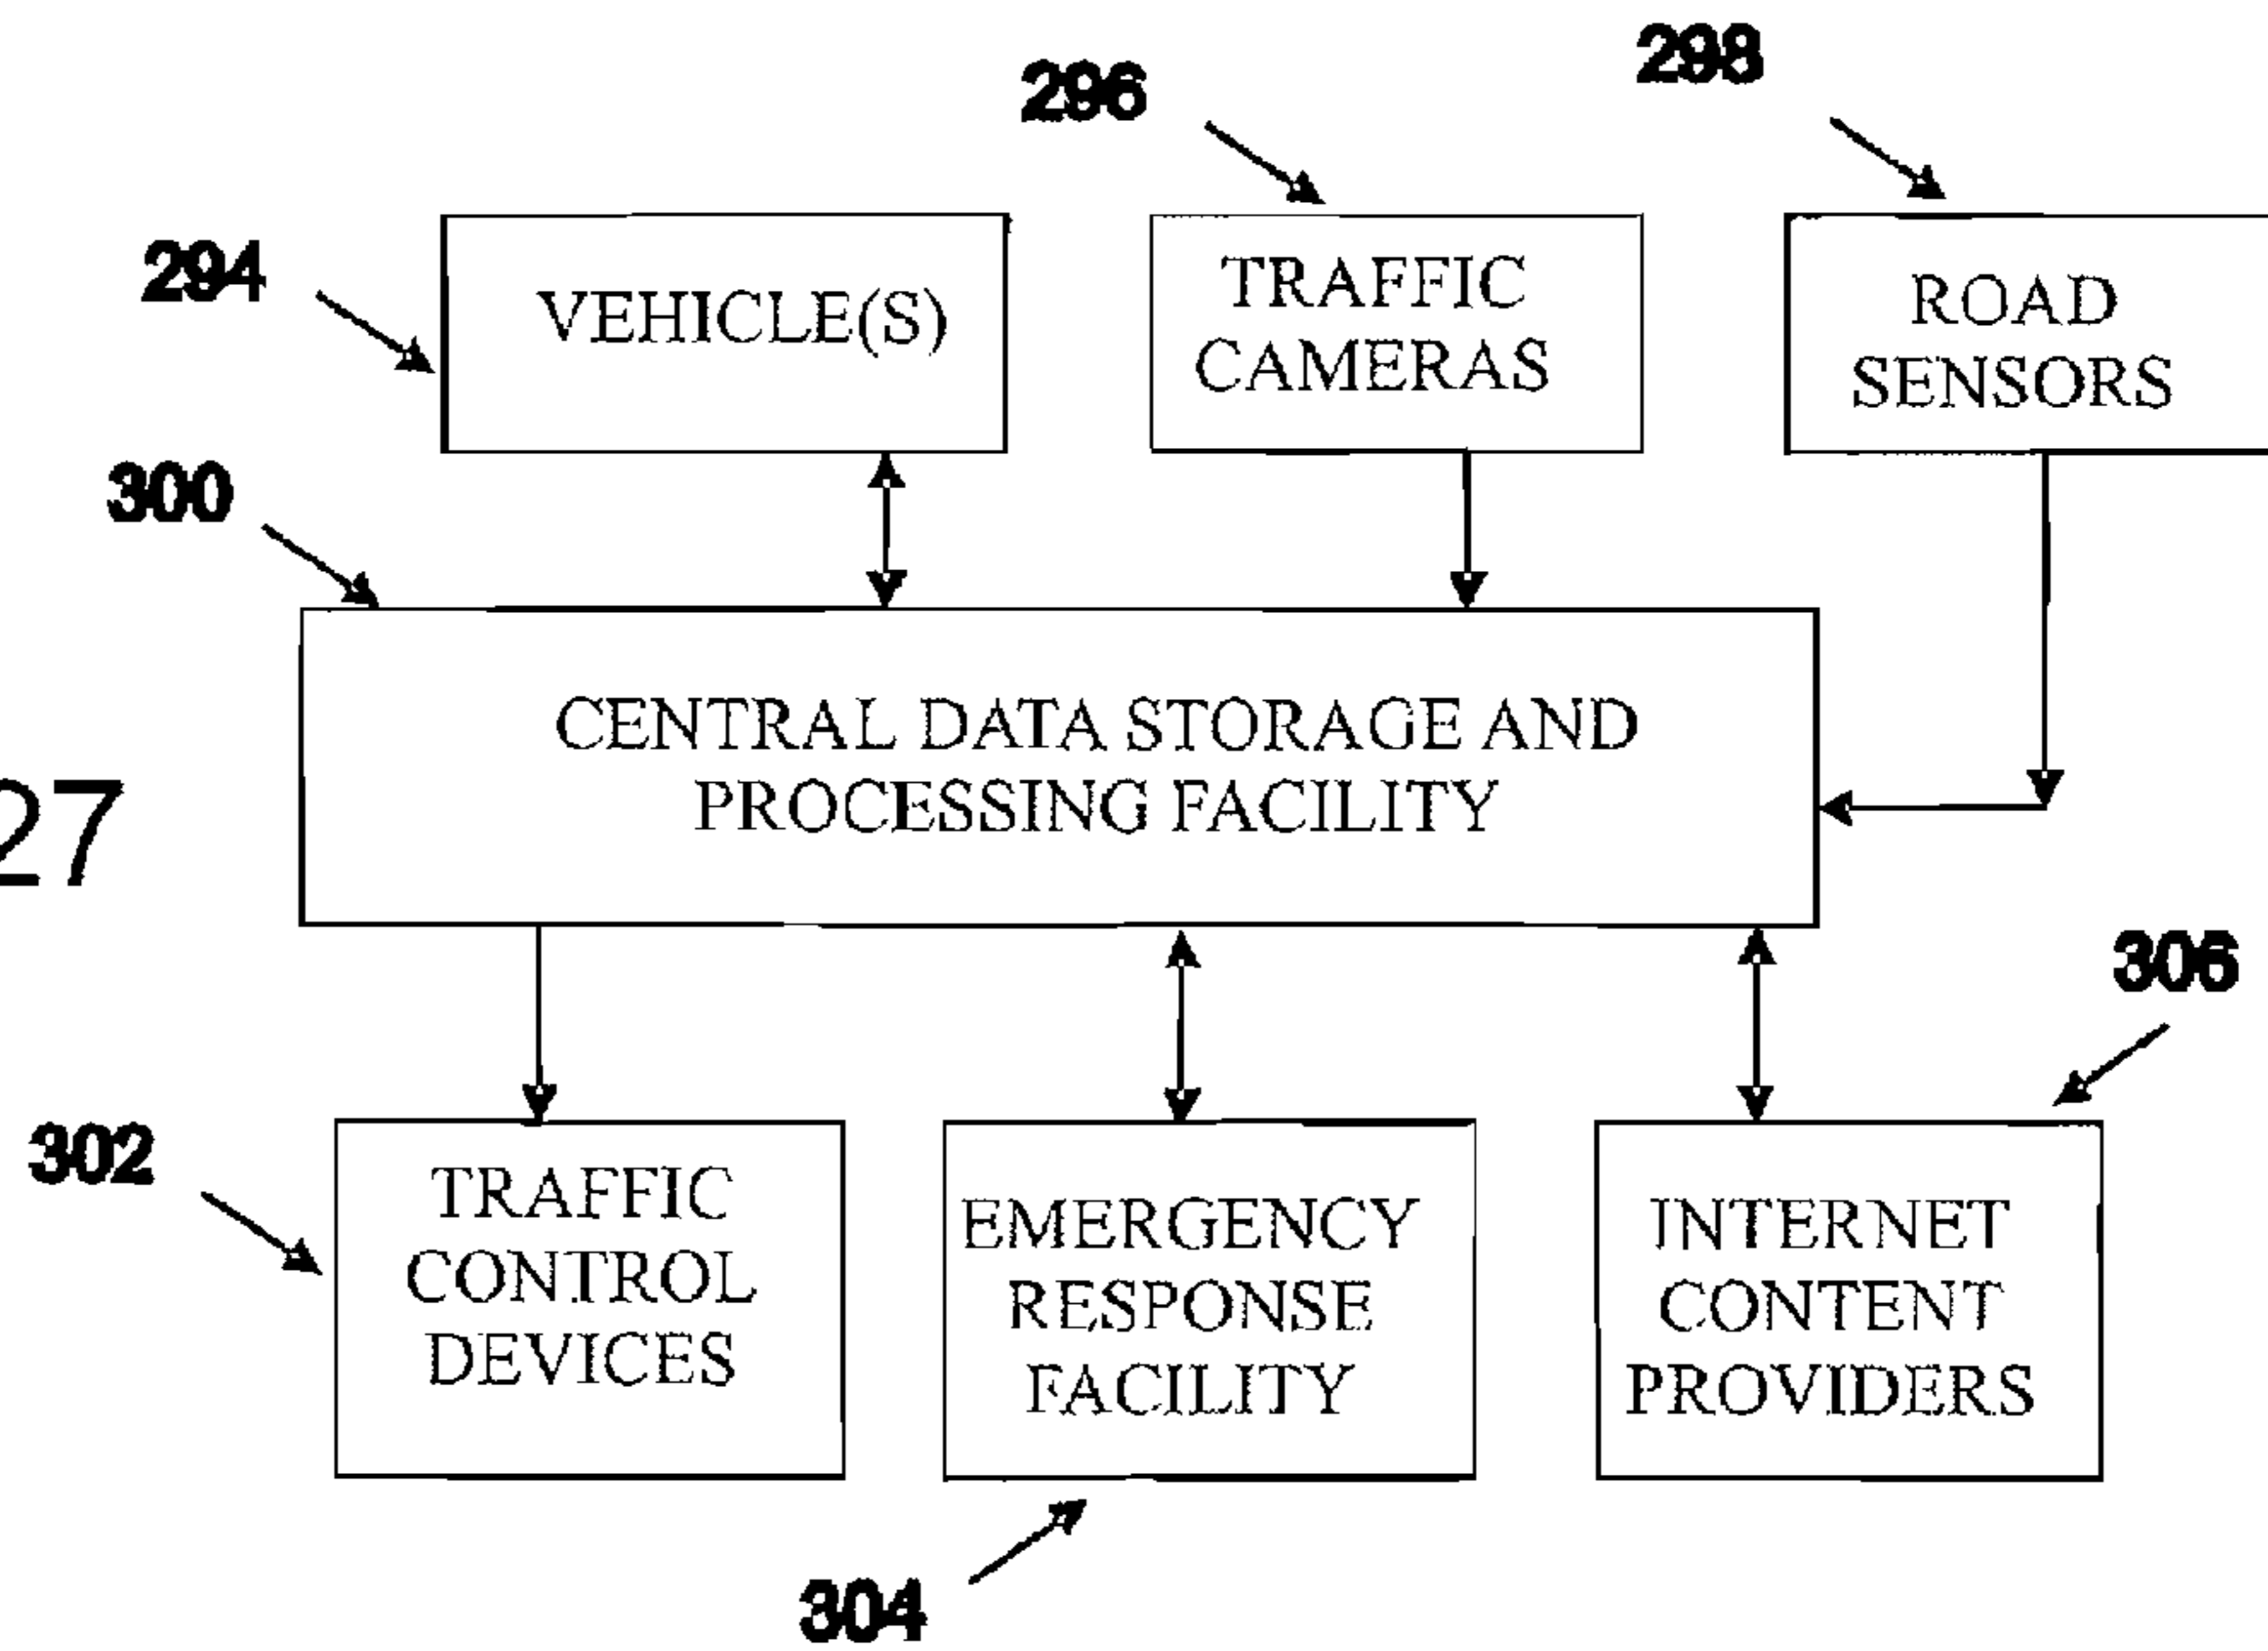 296
298
294
VEHICLE(S)
TRAFFIC
CAMERAS
ROAD
SENSORS
300
CENTRAL DATA STORAGE AND
PROCESSING FACILITY
27
306
302
TRAFFIC
CONTROL
DEVICES
EMERGENCY
RESPONSE
FACILITY
INTERNET
CONTENT
PROVIDERS
304